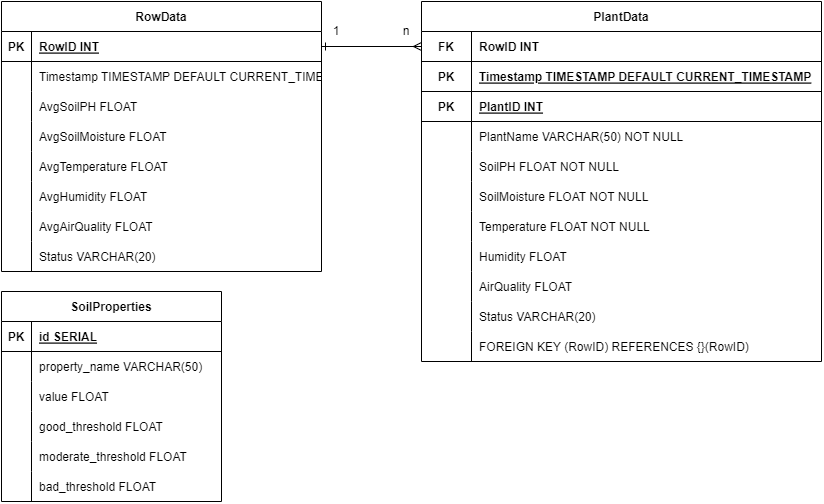 RowData
PK RowID INT
Timestamp TIMESTAMP DEFAULT CURRENT_TIME
AvgSoilPH FLOAT
AvgSoilMoisture FLOAT
AvgTemperature FLOAT
AvgHumidity FLOAT
AvgAirQuality FLOAT
Status VARCHAR(20)
1 n
PlantData
FK RowID INT
PK Timestamp TIMESTAMP DEFAULT CURRENT_TIMESTAMP
PK PlantID INT
PlantName VARCHAR(50) NOT NULL
SoilPH FLOAT NOT NULL
SoilMoisture FLOAT NOT NULL
Temperature FLOAT NOT NULL
Humidity FLOAT
AirQuality FLOAT
Status VARCHAR(20)
FOREIGN KEY (RowID) REFERENCES {}(RowID)
SoilProperties
PK id SERIAL
property_name VARCHAR(50)
value FLOAT
good_threshold FLOAT
moderate_threshold FLOAT
bad_threshold FLOAT